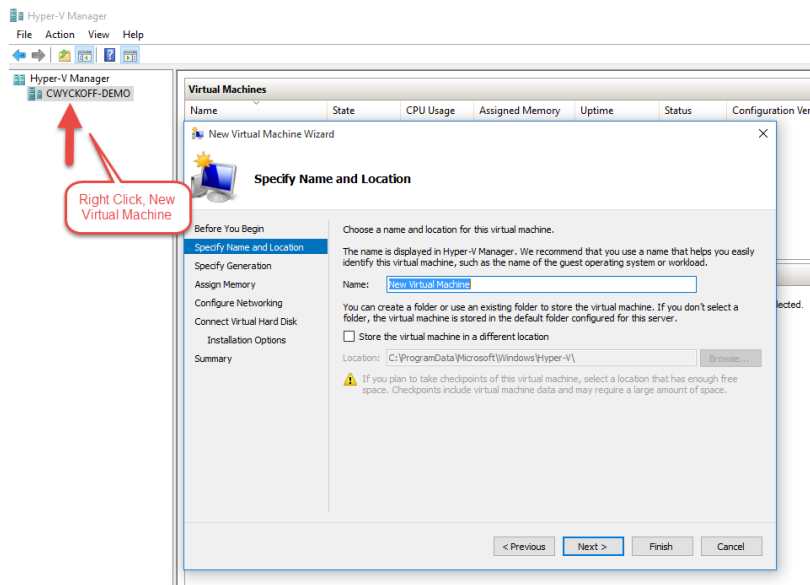 Hyper-V Manager
File Action View Help
Hyper-V Manager
CWYCKOFF-DEMO
Right Click, New
Virtual Machine
Virtual Machines
Name State CPU Usage Assigned Memory Uptime Status Configuration Ver
New Virtual Machine Wizard
Specify Name and Location
Before You Begin
Specify Name and Location
Specify Generation
Assign Memory
Configure Networking
Connect Virtual Hard Disk
Installation Options
Summary
Choose a name and location for this virtual machine.
The name is displayed in Hyper-V Manager. We recommend that you use a name that helps you easily
identify this virtual machine, such as the name of the guest operating system or workload.
Name: New Virtual Machine
You can create a folder or use an existing folder to store the virtual machine. If you don't select a
folder, the virtual machine is stored in the default folder configured for this server.
Store the virtual machine in a different location
Location: C:\ProgramData\Microsoft\Windows\Hyper-V\ Browse...
If you plan to take checkpoints of this virtual machine, select a location that has enough free
space. Checkpoints include virtual machine data and may require a large amount of space.
< Previous Next > Finish Cancel
lected.